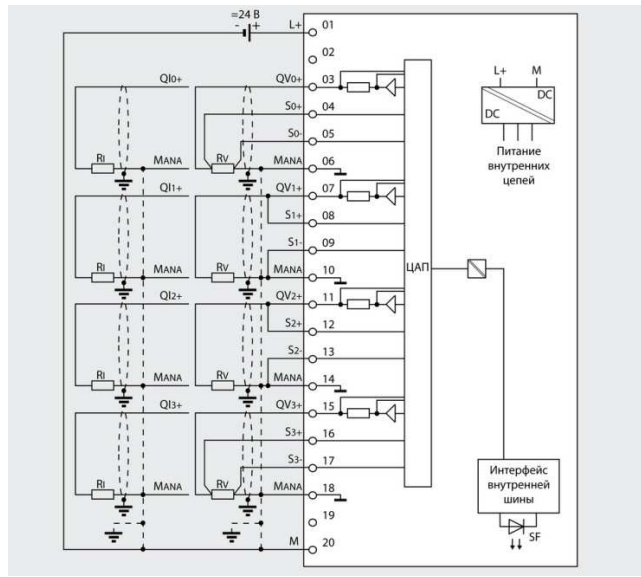 =24 В
- +
L+ 01
02
QI0+ QV0+ 03
S0+ 04
S0- 05
RI MANA RV MANA 06
QI1+ QV1+ 07
S1+ 08
S1- 09
RI MANA RV MANA 10
QI2+ QV2+ 11
S2+ 12
S2- 13
RI MANA RV MANA 14
QI3+ QV3+ 15
S3+ 16
S3- 17
RI MANA RV MANA 18
19
M 20
ЦАП
L+ M
DC
DC
Питание
внутренних
цепей
Интерфейс
внутренней
шины
SF